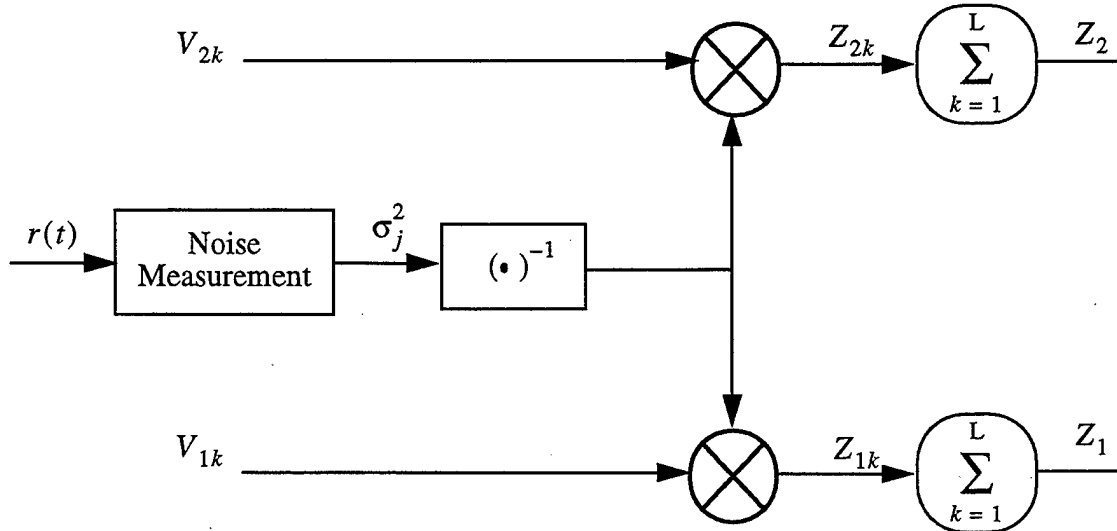 V_{2k}
Z_{2k}
L
∑
k = 1
Z_2
r(t)
Noise
Measurement
σ_j^2
(•)^{-1}
V_{1k}
Z_{1k}
L
∑
k = 1
Z_1